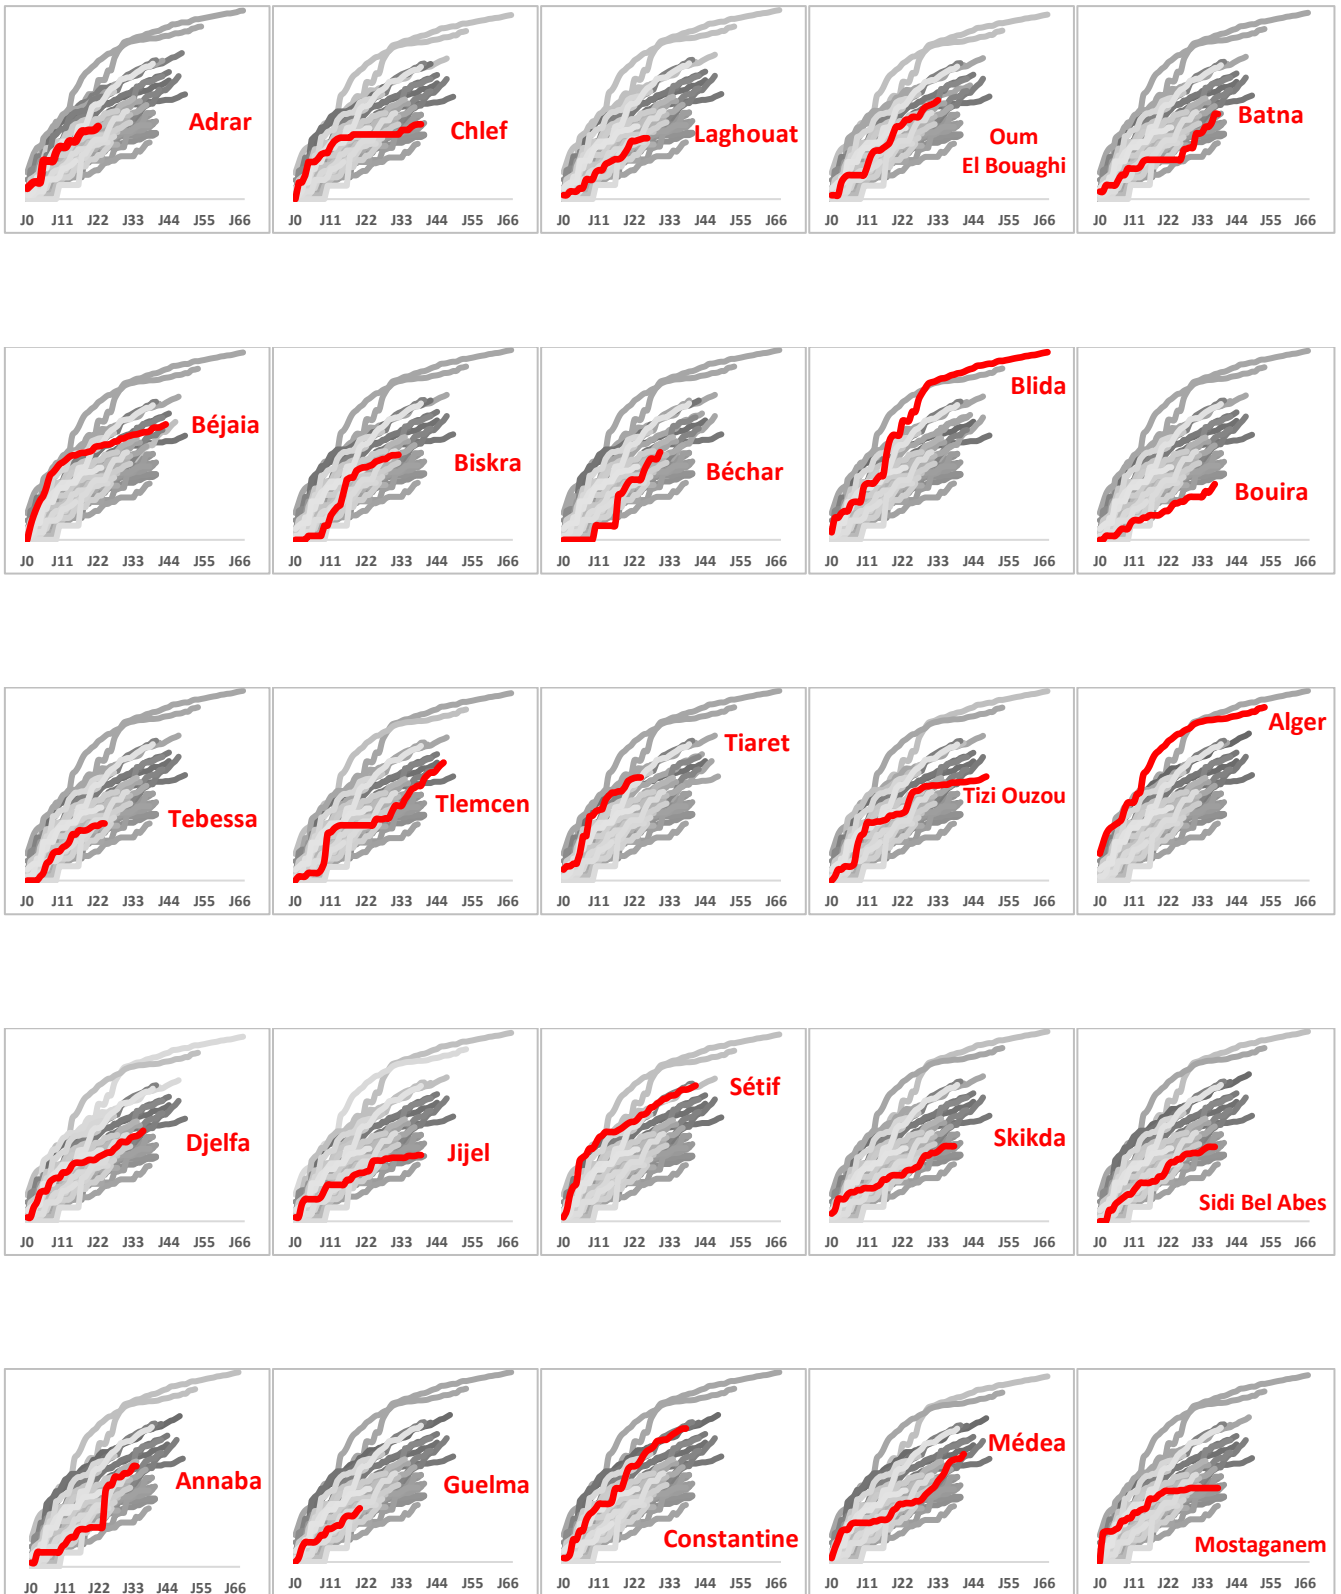 Adrar
J0 J11 J22 J33 J44 J55 J66
Chlef
J0 J11 J22 J33 J44 J55 J66
Laghouat
J0 J11 J22 J33 J44 J55 J66
Oum
El Bouaghi
J0 J11 J22 J33 J44 J55 J66
Batna
J0 J11 J22 J33 J44 J55 J66
Béjaia
J0 J11 J22 J33 J44 J55 J66
Biskra
J0 J11 J22 J33 J44 J55 J66
Béchar
J0 J11 J22 J33 J44 J55 J66
Blida
J0 J11 J22 J33 J44 J55 J66
Bouira
J0 J11 J22 J33 J44 J55 J66
Tebessa
J0 J11 J22 J33 J44 J55 J66
Tlemcen
J0 J11 J22 J33 J44 J55 J66
Tiaret
J0 J11 J22 J33 J44 J55 J66
Tizi Ouzou
J0 J11 J22 J33 J44 J55 J66
Alger
J0 J11 J22 J33 J44 J55 J66
Djelfa
J0 J11 J22 J33 J44 J55 J66
Jijel
J0 J11 J22 J33 J44 J55 J66
Sétif
J0 J11 J22 J33 J44 J55 J66
Skikda
J0 J11 J22 J33 J44 J55 J66
Sidi Bel Abes
J0 J11 J22 J33 J44 J55 J66
Annaba
J0 J11 J22 J33 J44 J55 J66
Guelma
J0 J11 J22 J33 J44 J55 J66
Constantine
J0 J11 J22 J33 J44 J55 J66
Médea
J0 J11 J22 J33 J44 J55 J66
Mostaganem
J0 J11 J22 J33 J44 J55 J66